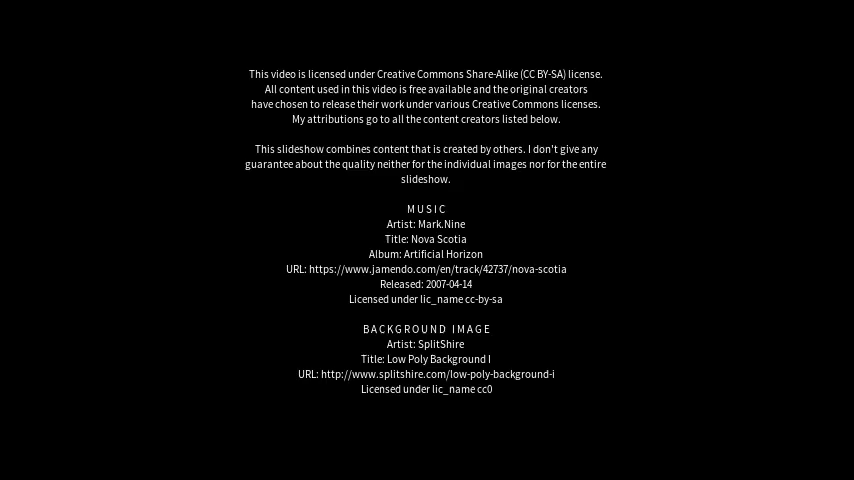 This video is licensed under Creative Commons Share-Alike (CC BY-SA) license.
All content used in this video is free available and the original creators
have chosen to release their work under various Creative Commons licenses.
My attributions go to all the content creators listed below.
This slideshow combines content that is created by others. I don't give any
guarantee about the quality neither for the individual images nor for the entire
slideshow.
MUSIC
Artist: Mark.Nine
Title: Nova Scotia
Album: Artificial Horizon
URL: https://www.jamendo.com/en/track/42737/nova-scotia
Released: 2007-04-14
Licensed under lic_name cc-by-sa
BACKGROUND IMAGE
Artist: SplitShire
Title: Low Poly Background I
URL: http://www.splitshire.com/low-poly-background-i
Licensed under lic_name cc0